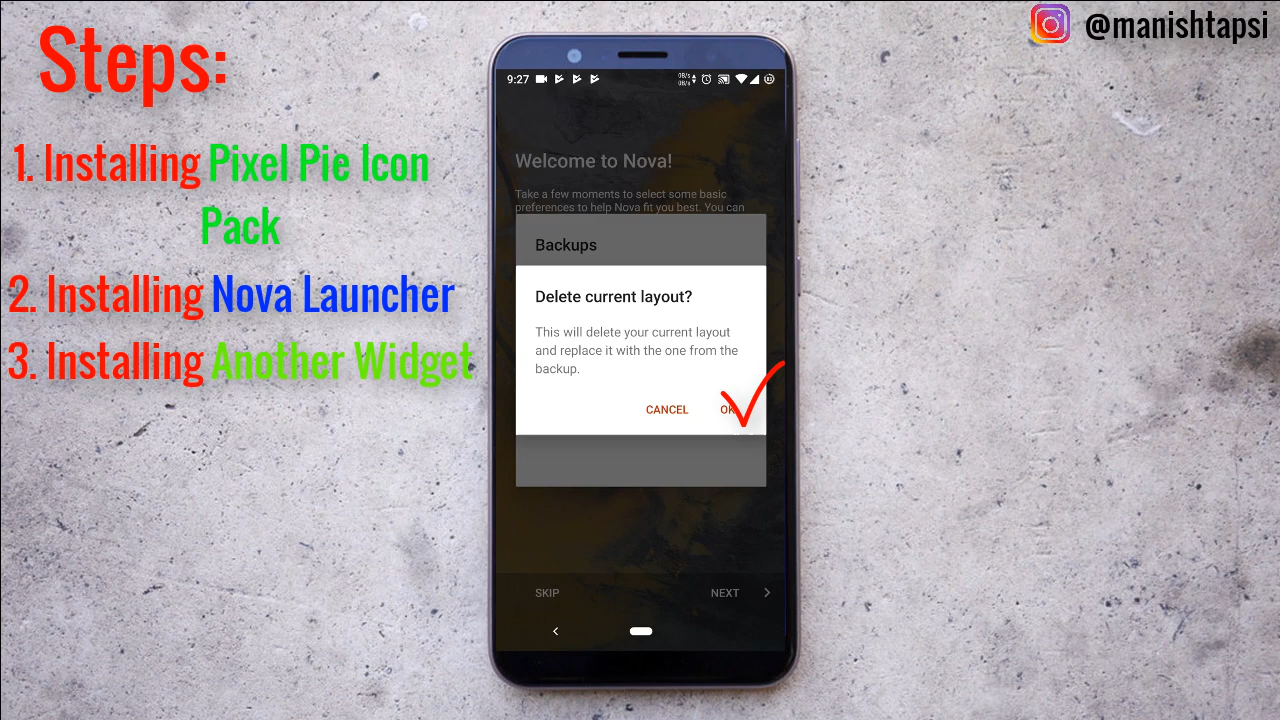 Steps:
1. Installing Pixel Pie Icon
Pack
2. Installing Nova Launcher
3. Installing Another Widget
@manishtapsi
9:27
0B/s
0B/s
Welcome to Nova!
Take a few moments to select some basic
preferences to help Nova fit you best. You can
Backups
Delete current layout?
This will delete your current layout
and replace it with the one from the
backup.
CANCEL OK
SKIP NEXT